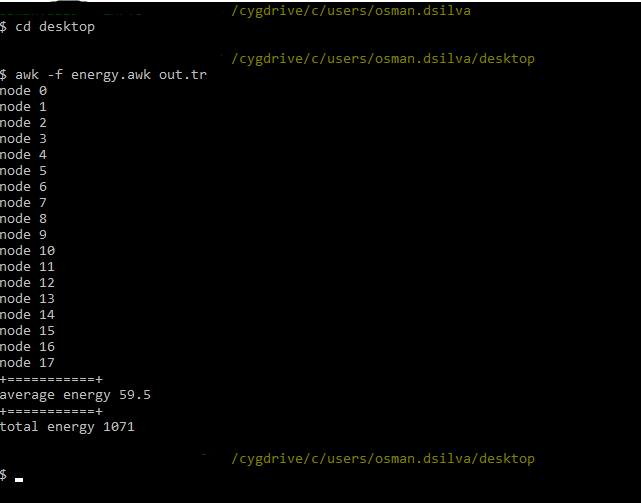 /cygdrive/c/users/osman.dsilva
$ cd desktop
/cygdrive/c/users/osman.dsilva/desktop
$ awk -f energy.awk out.tr
node 0
node 1
node 2
node 3
node 4
node 5
node 6
node 7
node 8
node 9
node 10
node 11
node 12
node 13
node 14
node 15
node 16
node 17
+===========+
average energy 59.5
+===========+
total energy 1071
/cygdrive/c/users/osman.dsilva/desktop
$